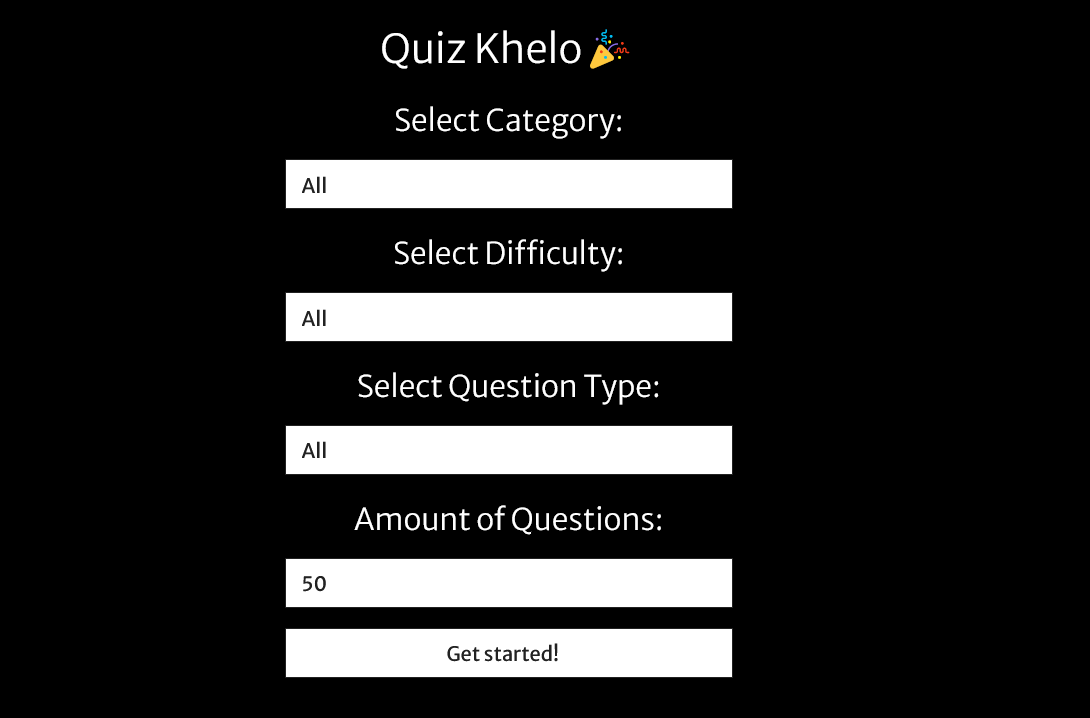 Quiz Khelo 🎉
Select Category:
All
Select Difficulty:
All
Select Question Type:
All
Amount of Questions:
50
Get started!